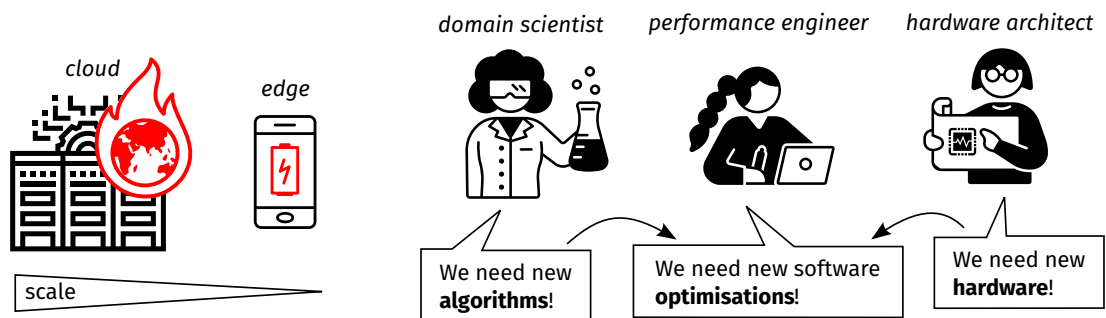 domain scientist
performance engineer
hardware architect
cloud
edge
scale
We need new
algorithms!
We need new software
optimisations!
We need new
hardware!